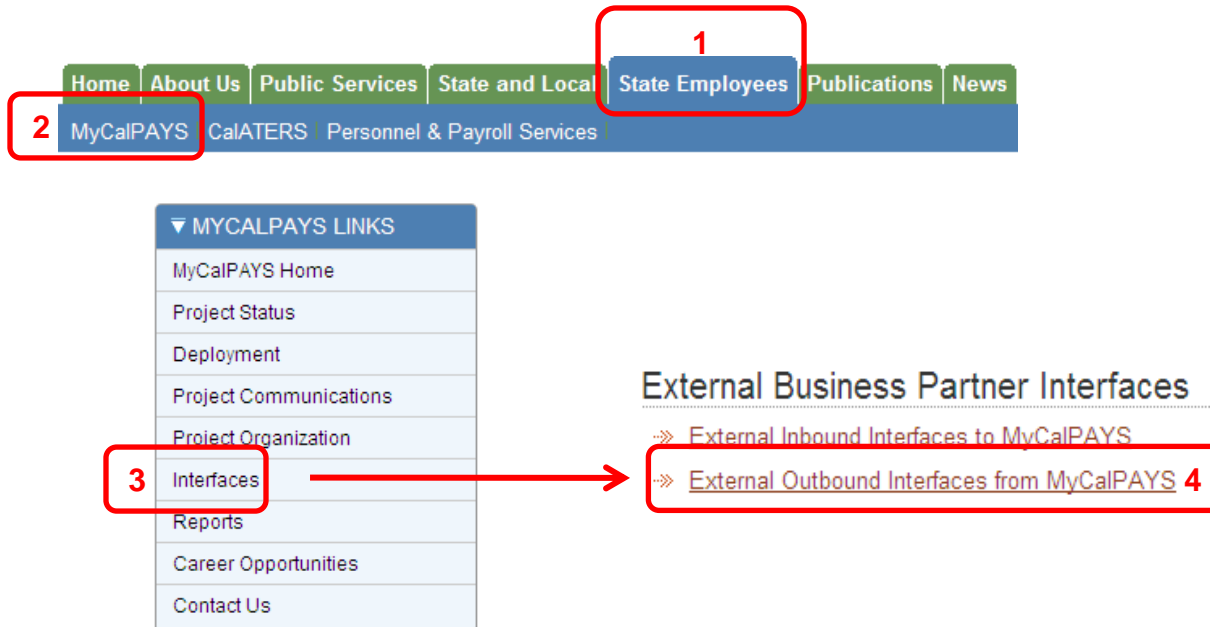 1
Home About Us Public Services State and Local State Employees Publications News
2 MyCalPAYS CalATERS Personnel & Payroll Services
MYCALPAYS LINKS
MyCalPAYS Home
Project Status
Deployment
Project Communications
Project Organization
3 Interfaces
Reports
Career Opportunities
Contact Us
External Business Partner Interfaces
External Inbound Interfaces to MyCalPAYS
External Outbound Interfaces from MyCalPAYS 4